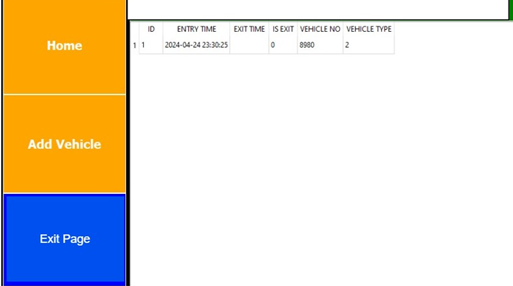 ID ENTRY TIME EXIT TIME IS EXIT VEHICLE NO VEHICLE TYPE
1 1 2024-04-24 23:30:25 0 8980 2
Home
Add Vehicle
Exit Page